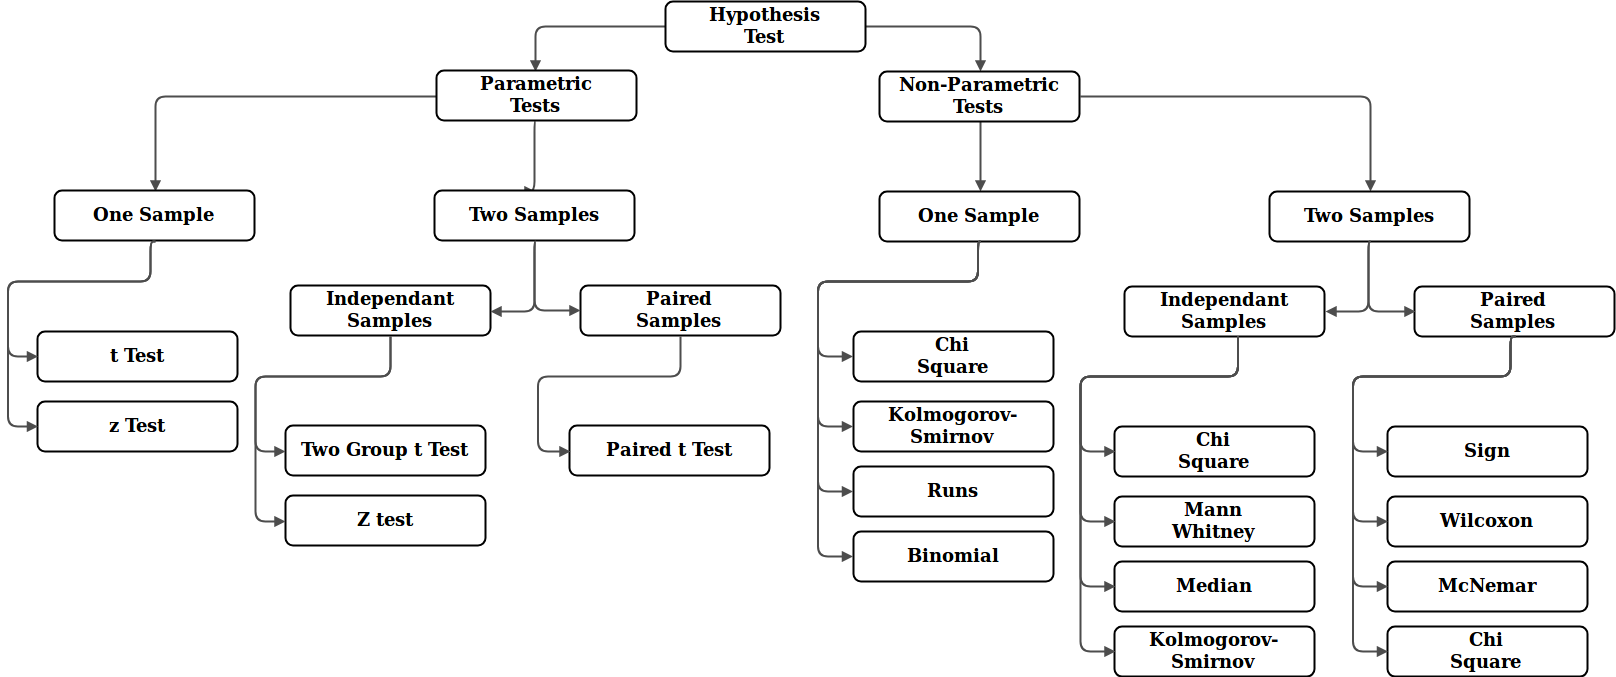 Hypothesis
Test
Parametric
Tests
Non-Parametric
Tests
One Sample
Two Samples
One Sample
Two Samples
Independant
Samples
Paired
Samples
Independant
Samples
Paired
Samples
t Test
z Test
Two Group t Test
Z test
Paired t Test
Chi
Square
Kolmogorov-
Smirnov
Runs
Binomial
Chi
Square
Mann
Whitney
Median
Kolmogorov-
Smirnov
Sign
Wilcoxon
McNemar
Chi
Square